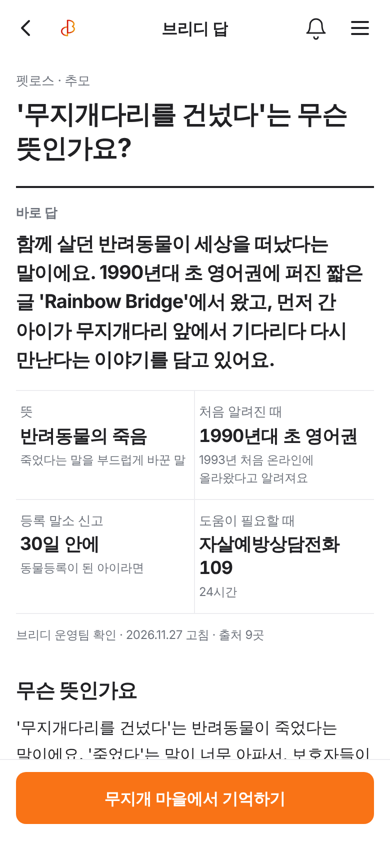 브리디 답
펫로스 · 추모
'무지개다리를 건넜다'는 무슨
뜻인가요?
바로 답
함께 살던 반려동물이 세상을 떠났다는
말이에요. 1990년대 초 영어권에 퍼진 짧은
글 'Rainbow Bridge'에서 왔고, 먼저 간
아이가 무지개다리 앞에서 기다리다 다시
만난다는 이야기를 담고 있어요.
뜻
반려동물의 죽음
죽었다는 말을 부드럽게 바꾼 말
처음 알려진 때
1990년대 초 영어권
1993년 처음 온라인에
올라왔다고 알려져요
등록 말소 신고
30일 안에
동물등록이 된 아이라면
도움이 필요할 때
자살예방상담전화
109
24시간
브리디 운영팀 확인 · 2026.11.27 고침 · 출처 9곳
무슨 뜻인가요
'무지개다리를 건넜다'는 반려동물이 죽었다는
말이에요. '죽었다'는 말이 너무 아파서, 보호자들이
무지개 마을에서 기억하기